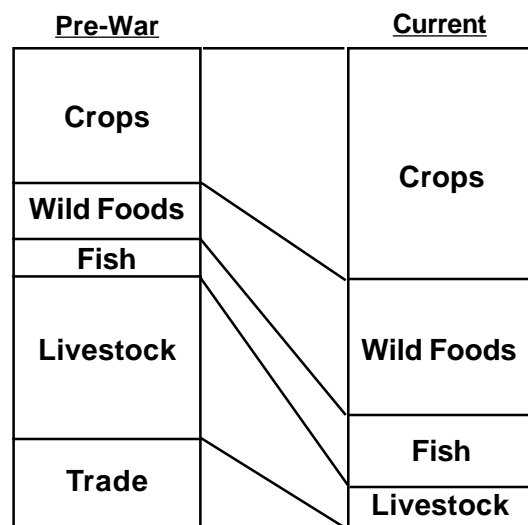 Pre-War
Crops
Wild Foods
Fish
Livestock
Trade
Current
Crops
Wild Foods
Fish
Livestock